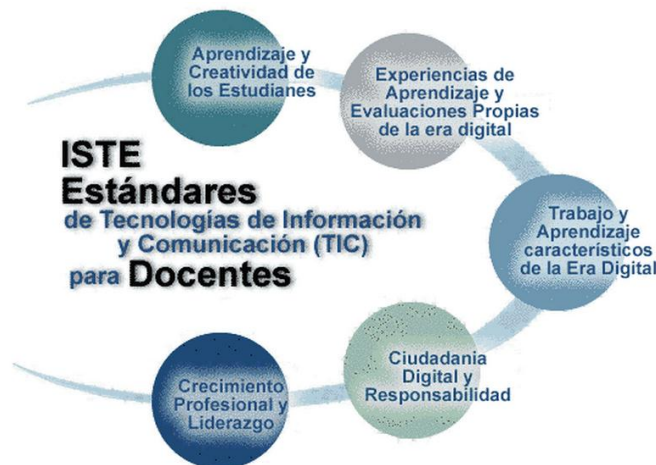 Aprendizaje y
Creatividad de
los Estudianes
Experiencias de
Aprendizaje y
Evaluaciones Propias
de la era digital
ISTE
Estándares
de Tecnologías de Información
y Comunicación (TIC)
para Docentes
Trabajo y
Aprendizaje
característicos
de la Era Digital
Ciudadania
Digital y
Responsabilidad
Crecimiento
Profesional y
Liderazgo